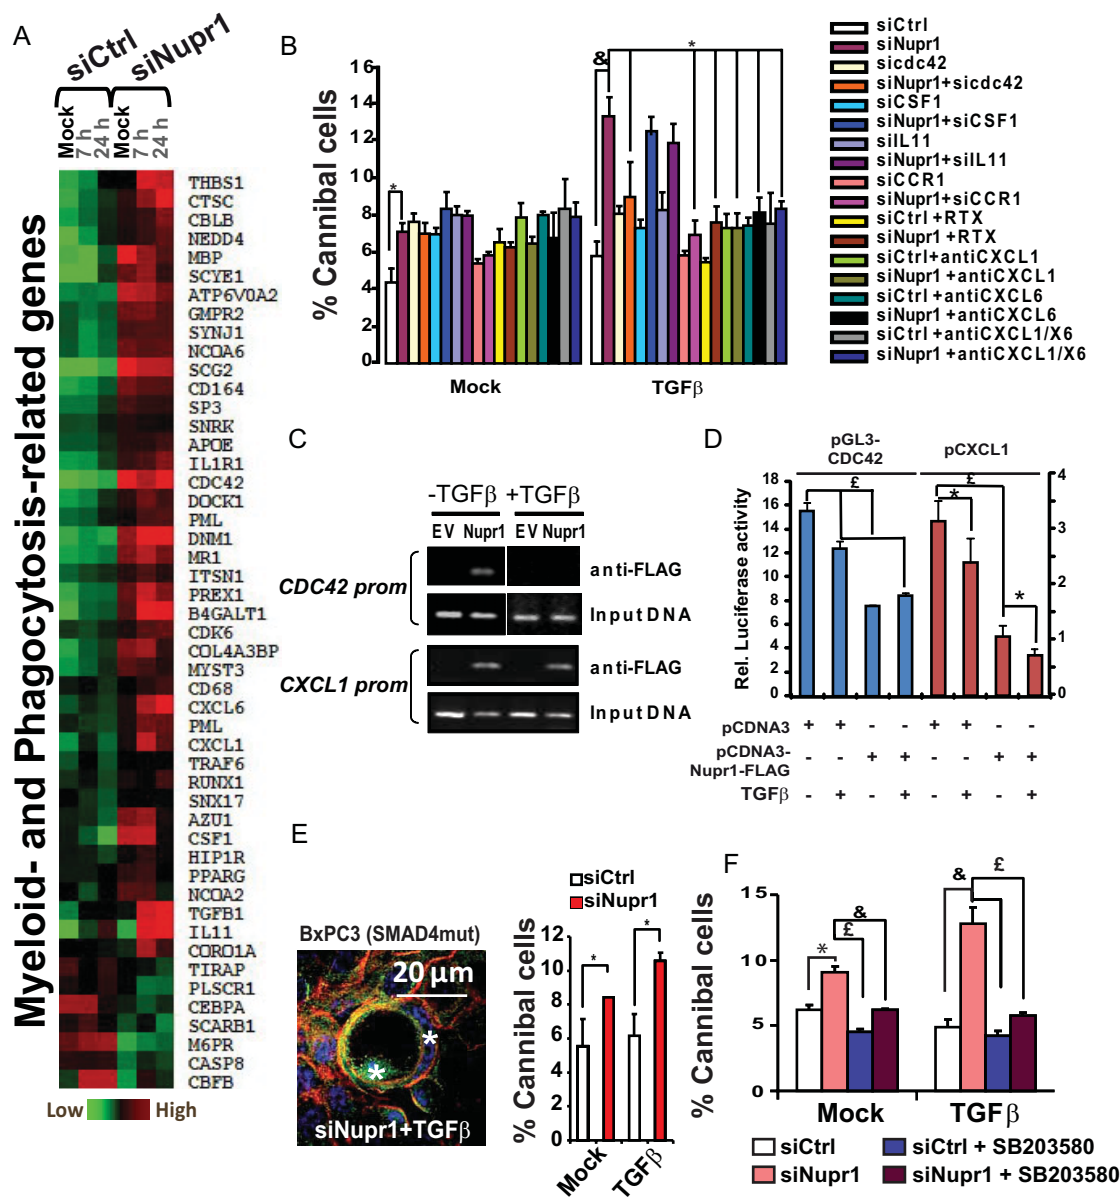 A
siCtrl siNupr1
Mock 7 h 24 h Mock 7 h 24 h
Myeloid- and Phagocytosis-related genes
THBS1
CTSC
CBLB
NEDD4
MBP
SCYE1
ATP6V0A2
GMPR2
SYNJ1
NCOA6
SCG2
CD164
SP3
SNRK
APOE
IL1R1
CDC42
DOCK1
PML
DNM1
MR1
ITSN1
PREX1
B4GALT1
CDK6
COL4A3BP
MYST3
CD68
CXCL6
PML
CXCL1
TRAF6
RUNX1
SNX17
AZU1
CSF1
HIP1R
PPARG
NCOA2
TGFB1
IL11
CORO1A
TIRAP
PLSCR1
CEBPA
SCARB1
M6PR
CASP8
CBFB
Low High
B
% Cannibal cells
16
14
12
10
8
6
4
2
0
* & *
Mock TGFβ
siCtrl
siNupr1
sicdc42
siNupr1+sicdc42
siCSF1
siNupr1+siCSF1
siIL11
siNupr1+siIL11
siCCR1
siNupr1+siCCR1
siCtrl+RTX
siNupr1 +RTX
siCtrl+antiCXCL1
siNupr1 +antiCXCL1
siCtrl +antiCXCL6
siNupr1 +antiCXCL6
siCtrl +antiCXCL1/X6
siNupr1 +antiCXCL1/X6
C
-TGFβ +TGFβ
EV Nupr1 EV Nupr1
CDC42 prom
anti-FLAG
Input DNA
CXCL1 prom
anti-FLAG
Input DNA
D
pGL3-
CDC42
pCXCL1
Rel. Luciferase activity
18
16
14
12
10
8
6
4
2
0
£ £ * *
4
3
2
1
0
pCDNA3 + + - - + + - -
pCDNA3-
Nupr1-FLAG - - + + - - + +
TGFβ - + - + - + - +
E
BxPC3 (SMAD4mut)
20 µm
*
*
siNupr1+TGFβ
siCtrl
siNupr1
% Cannibal cells
12
10
8
6
4
2
0
* *
Mock TGFβ
F
% Cannibal cells
15
10
5
0
* £ & & £
Mock TGFβ
siCtrl siCtrl + SB203580
siNupr1 siNupr1 + SB203580